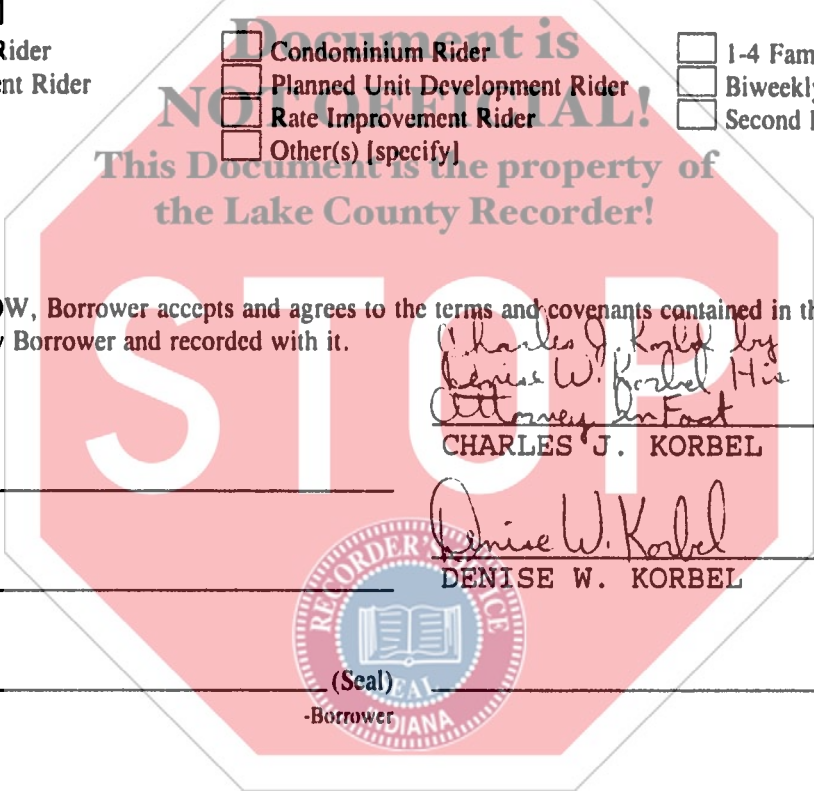 Document is
Rider
Condominium Rider
1-4 Fam
ent Rider
Planned Unit Development Rider
Biweekly
NOT OFFICIAL!
Rate Improvement Rider
Second
Other(s) [specify]
This Document is the property of
the Lake County Recorder!
OW, Borrower accepts and agrees to the terms and covenants contained in th
y Borrower and recorded with it.
STOP
Charles J. Korbel by
Denise W. Korbel His
Attorney In Fact
CHARLES J. KORBEL
Denise W. Korbel
DENISE W. KORBEL
RECORDER'S OFFICE
SEAL
INDIANA
(Seal)
-Borrower